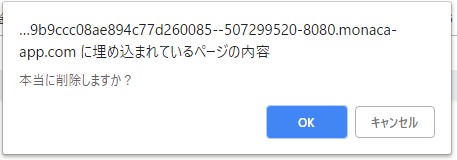 ...9b9ccc08ae894c77d260085--507299520-8080.monaca-
app.com に埋め込まれているページの内容
本当に削除しますか？
OK
キャンセル